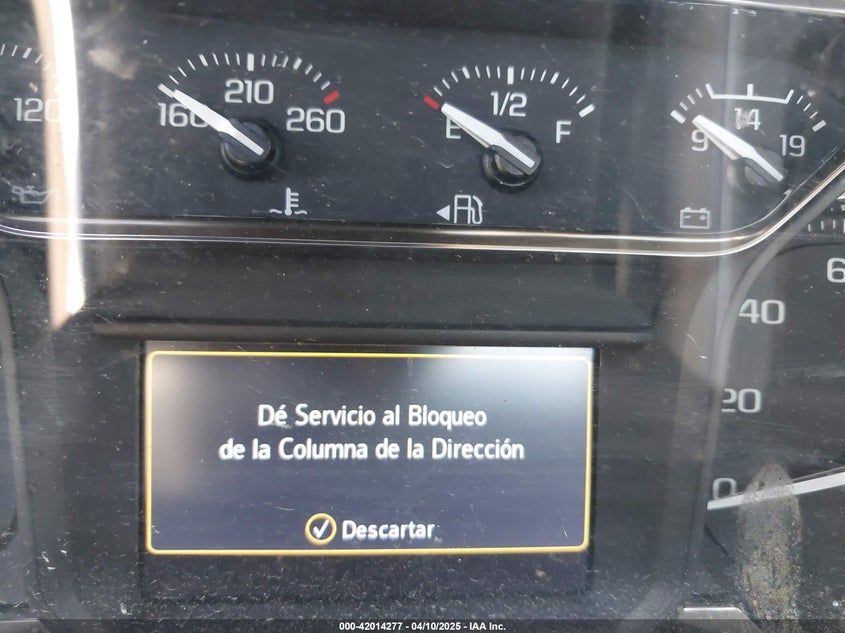 120
210
160
260
1/2
E
F
14
9
19
6
40
20
0
Dé Servicio al Bloqueo
de la Columna de la Dirección
Descartar
000-42014277 - 04/10/2025 - IAA Inc.